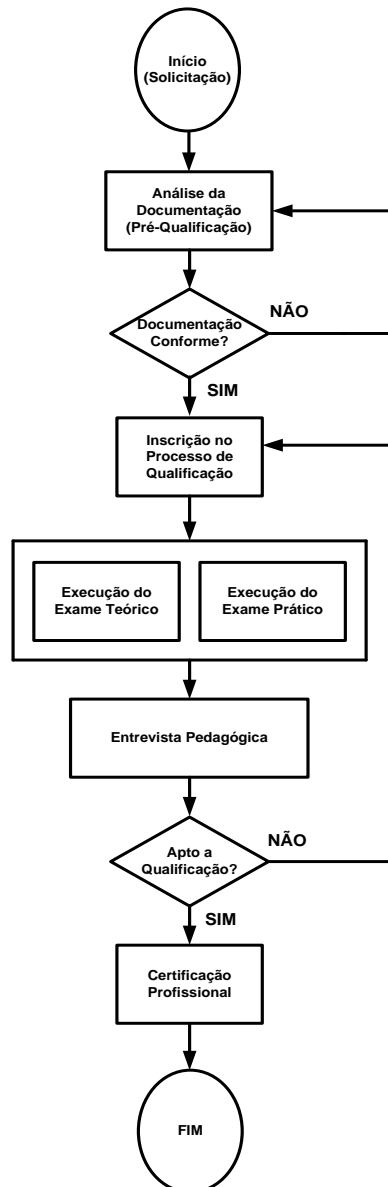 Início
(Solicitação)
Análise da
Documentação
(Pré-Qualificação)
Documentação
Conforme?
NÃO
SIM
Inscrição no
Processo de
Qualificação
Execução do
Exame Teórico
Execução do
Exame Prático
Entrevista Pedagógica
Apto a
Qualificação?
NÃO
SIM
Certificação
Profissional
FIM